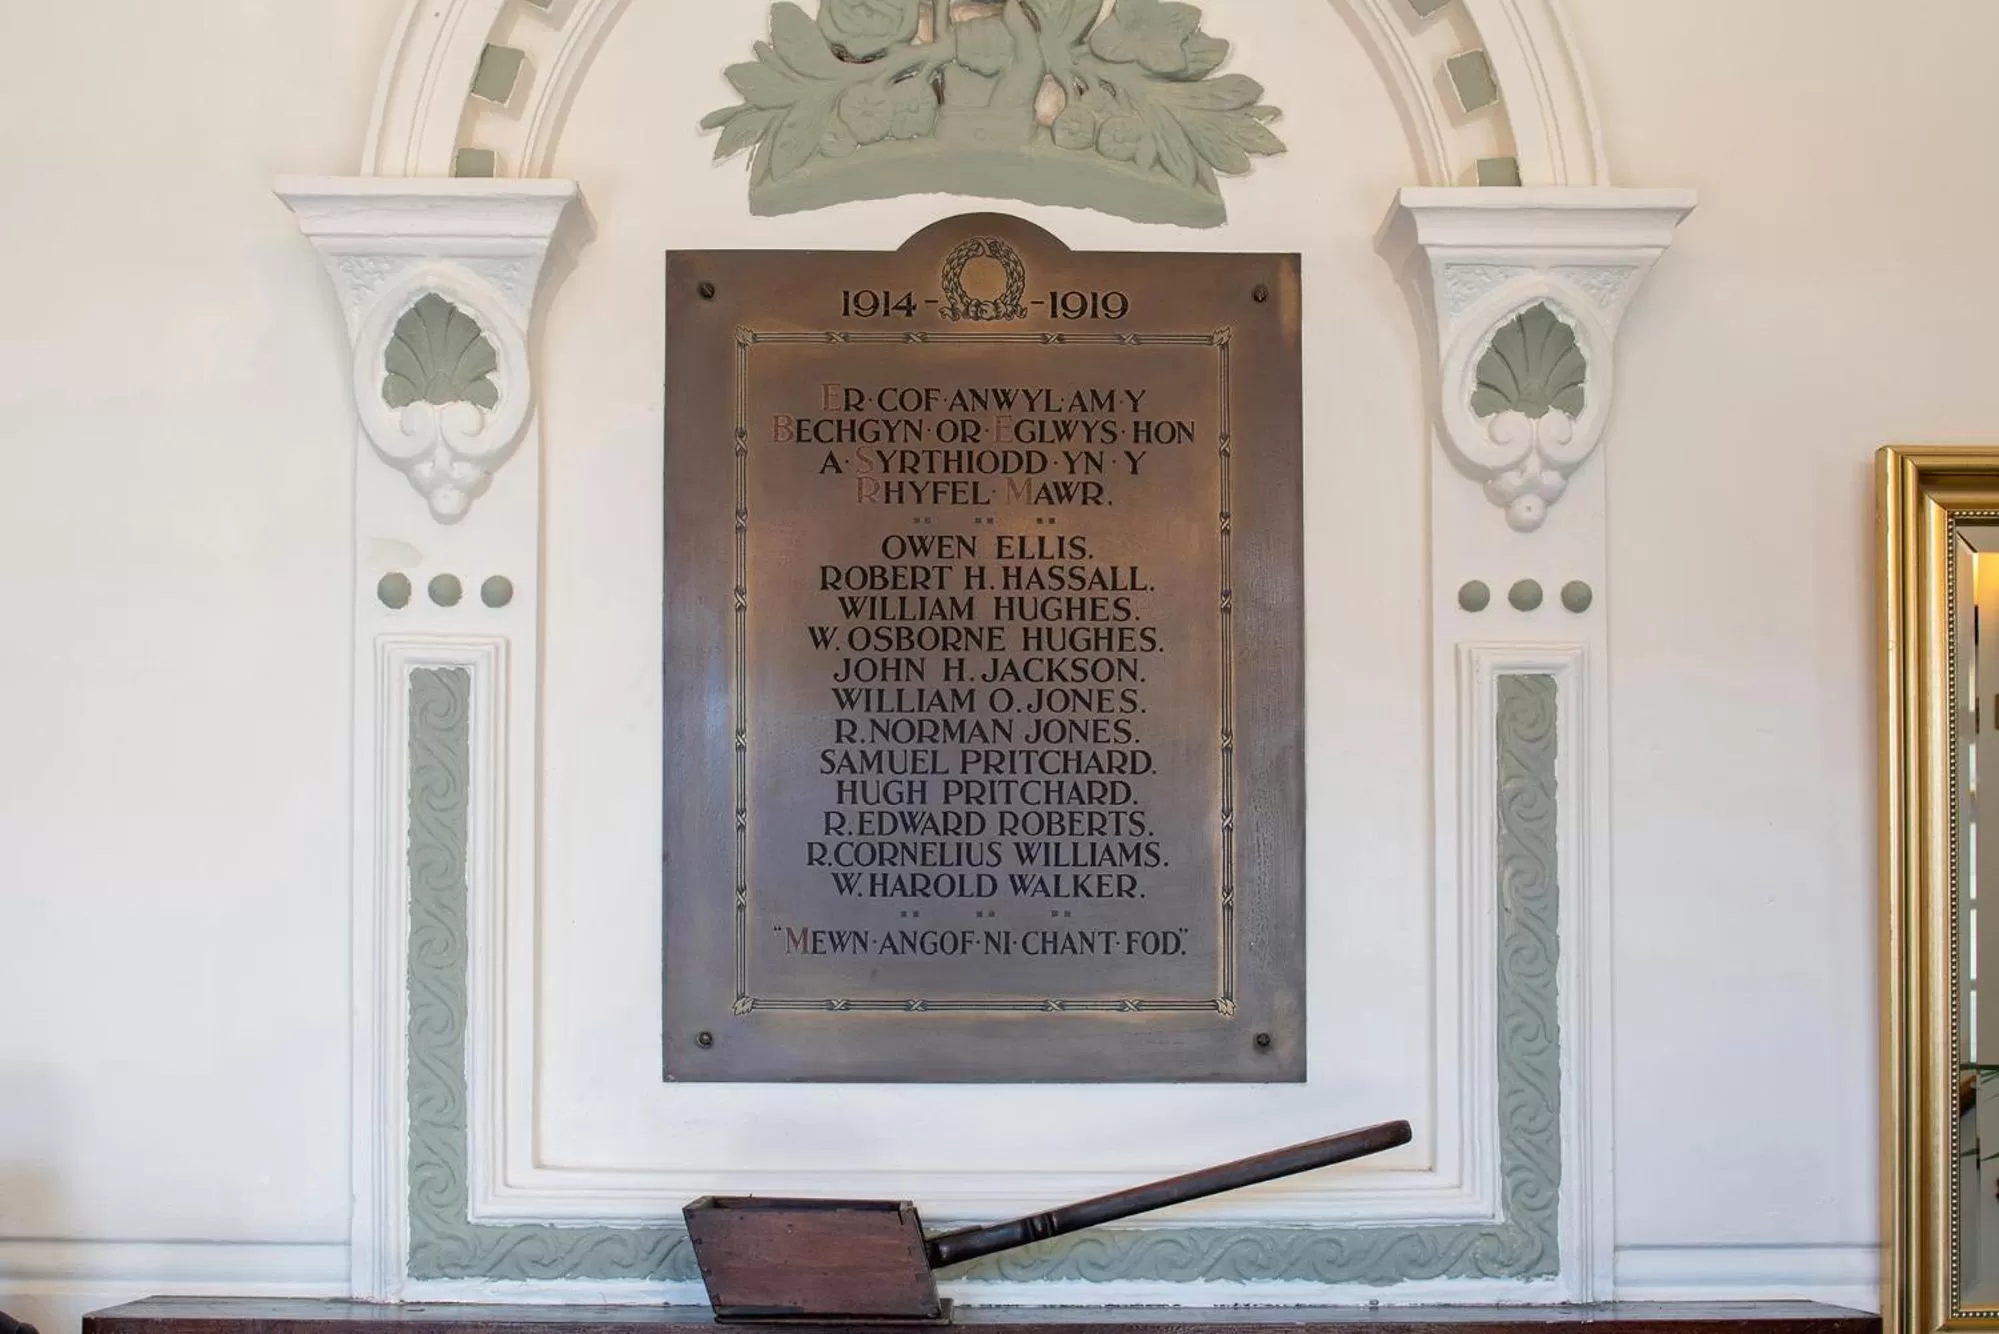 1914 - - 1919
ER·COF·ANWYL·AM·Y
BECHGYN·OR·EGLWYS·HON
A·SYRTHIODD·YN·Y
RHYFEL·MAWR.
OWEN ELLIS.
ROBERT H. HASSALL.
WILLIAM HUGHES.
W. OSBORNE HUGHES.
JOHN H. JACKSON.
WILLIAM O. JONES.
R. NORMAN JONES.
SAMUEL PRITCHARD.
HUGH PRITCHARD.
R. EDWARD ROBERTS.
R. CORNELIUS WILLIAMS.
W. HAROLD WALKER.
"MEWN·ANGOF·NI·CHANT·FOD."